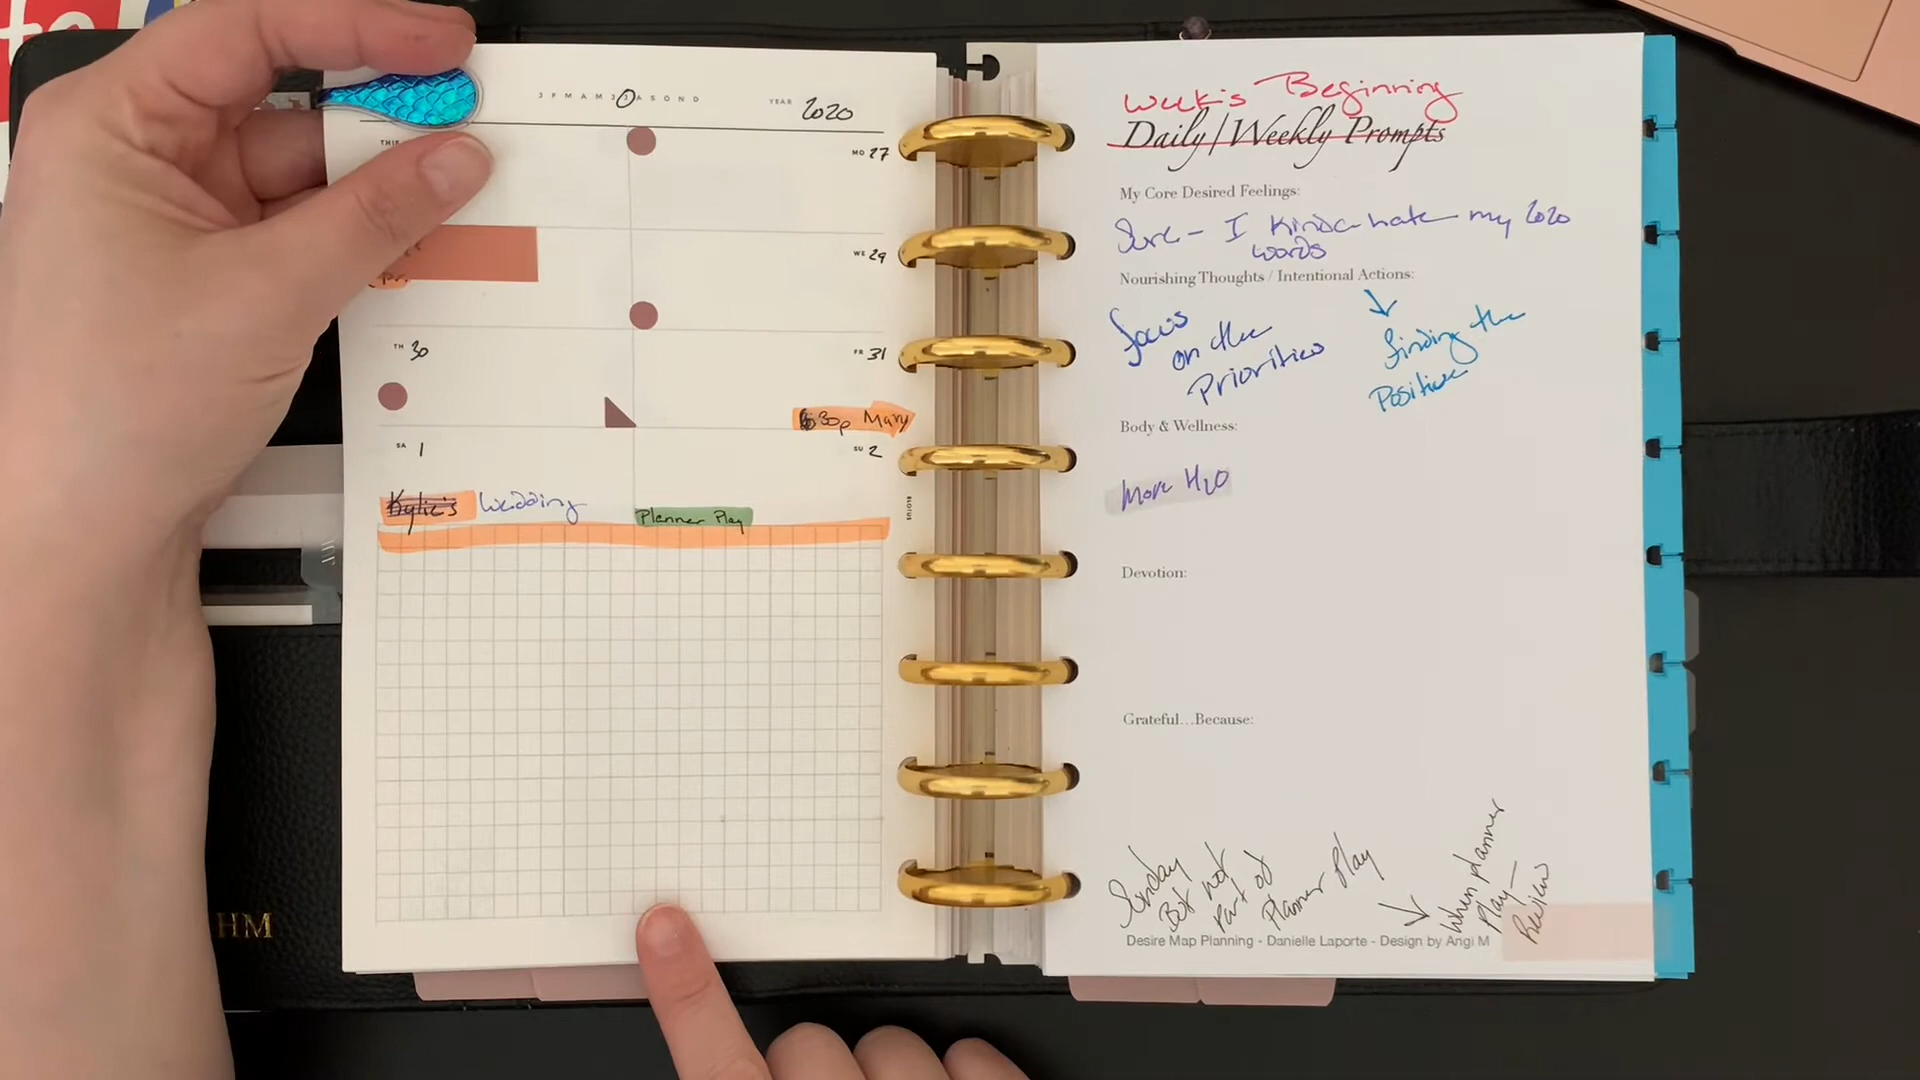 J F M A M J J A S O N D YEAR 2020
MO 27
WE 29
TH 30
FR 31
30p Mary
SA 1
SU 2
Kylie's Wedding
Planner Play
HM
Week's Beginning
Daily/Weekly Prompts
My Core Desired Feelings:
Sure - I kinda hate my 2020
words
Nourishing Thoughts / Intentional Actions:
focus
on the
Priorities
finding the
Positive
Body & Wellness:
More H2O
Devotion:
Grateful...Because:
Sunday
But not
part of
Planner Play
When planner
Play—
Review
Desire Map Planning - Danielle Laporte - Design by Angi M